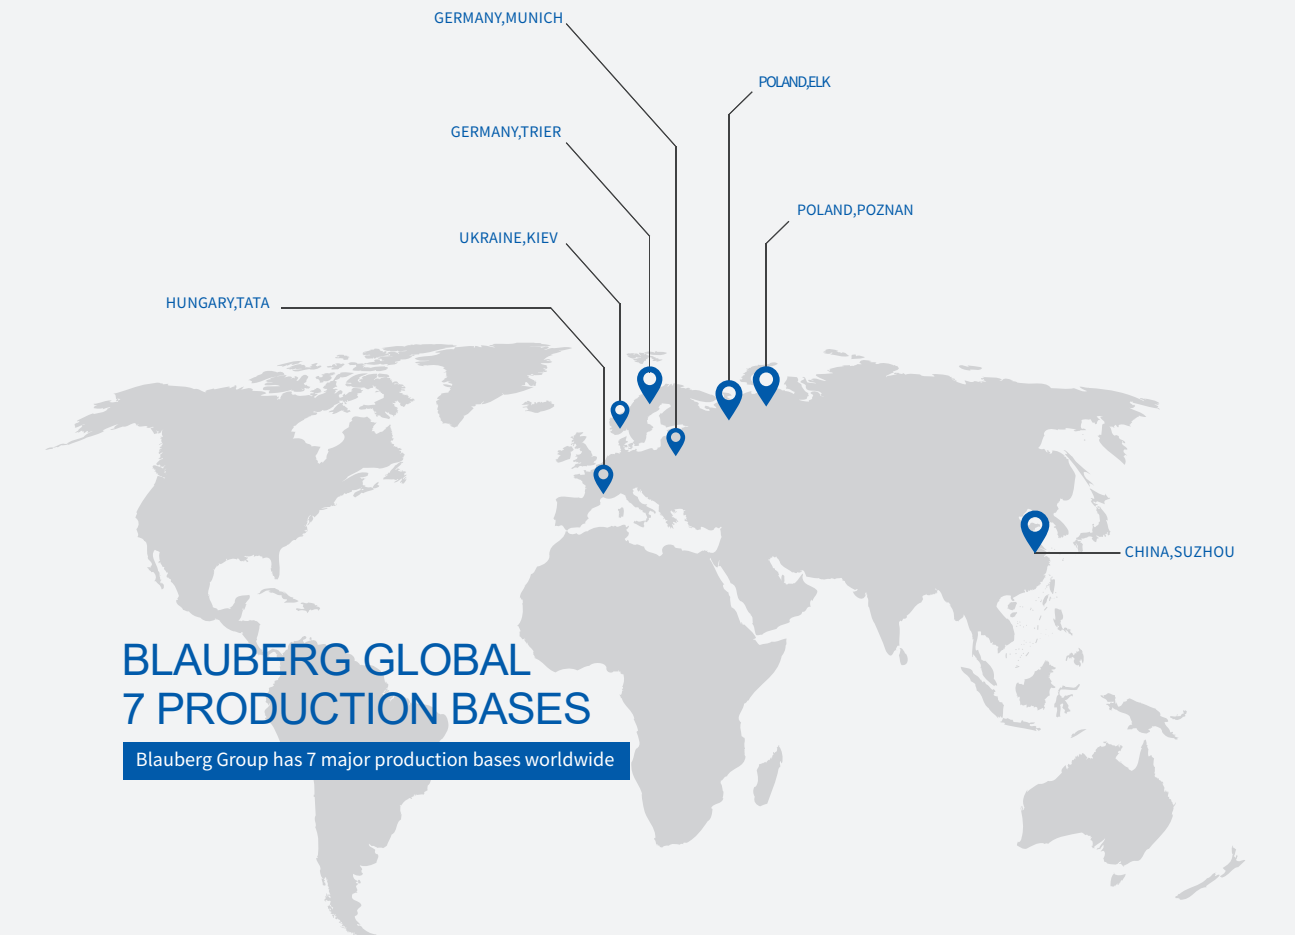 GERMANY,MUNICH
POLAND,ELK
GERMANY,TRIER
POLAND,POZNAN
UKRAINE,KIEV
HUNGARY,TATA
CHINA,SUZHOU
BLAUBERG GLOBAL
7 PRODUCTION BASES
Blauberg Group has 7 major production bases worldwide